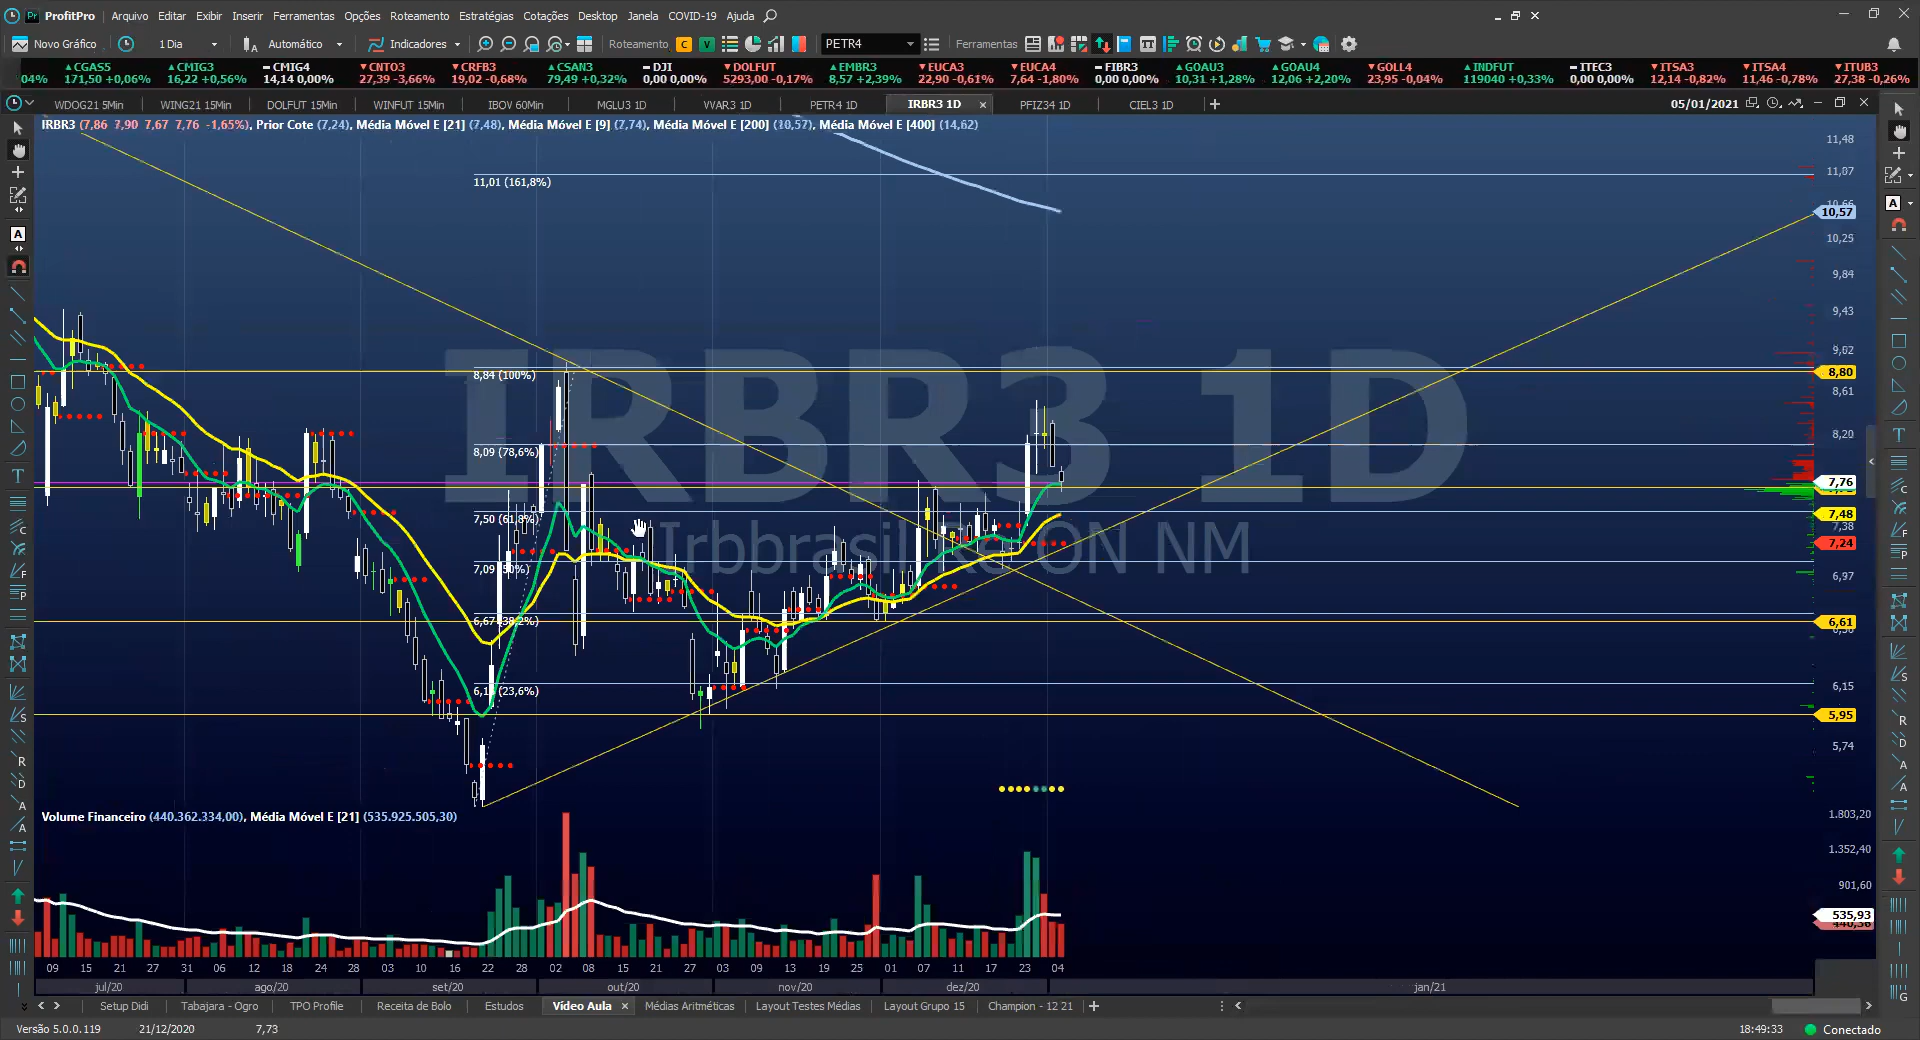 ProfitPro Arquivo Editar Exibir Inserir Ferramentas Opções Roteamento Estratégias Cotações Desktop Janela COVID-19 Ajuda
Novo Gráfico 1 Dia Automático Indicadores Roteamento C V PETR4 Ferramentas
CGAS5 CMIG3 CMIG4 CNTO3 CRFB3 CSAN3 DJI DOLFUT EMBR3 EUCA3 EUCA4 FIBR3 GOAU3 GOAU4 GOLL4 INDFUT ITEC3 ITSA3 ITSA4 ITUB3
04% 171,50 +0,06% 16,22 +0,56% 14,14 0,00% 27,39 -3,66% 19,02 -0,68% 79,49 +0,32% 0,00 0,00% 5293,00 -0,17% 8,57 +2,39% 22,90 -0,61% 7,64 -1,80% 0,00 0,00% 10,31 +1,28% 12,06 +2,20% 23,95 -0,04% 119040 +0,33% 0,00 0,00% 12,14 -0,82% 11,46 -0,78% 27,38 -0,26%
WDOG21 5Min WING21 15Min DOLFUT 15Min WINFUT 15Min IBOV 60Min MGLU3 1D VVAR3 1D PETR4 1D IRBR3 1D PFIZ34 1D CIEL3 1D 05/01/2021
IRBR3 (7,86 7,90 7,67 7,76 -1,65%), Prior Cote (7,24), Média Móvel E [21] (7,48), Média Móvel E [9] (7,74), Média Móvel E [200] (10,57), Média Móvel E [400] (14,62)
11,48
11,07
11,01 (161,8%)
10,57
10,25
9,84
9,43
9,02
8,84 (100%)
8,80
8,61
8,20
8,09 (78,6%)
7,76
7,50 (61,8%)
7,48
7,38
7,24
7,09 (50%)
6,97
6,67 (38,2%)
6,61
6,15
5,95
5,74
IRBR3 1D
Irbbrasil Re ON NM
Volume Financeiro (440.362.334,00), Média Móvel E [21] (535.925.505,30)
1.803,20
1.352,40
901,60
535,93
09 15 21 27 31 06 12 18 24 28 03 10 16 22 28 02 08 15 21 27 03 09 13 19 25 01 07 11 17 23 04
jul/20 ago/20 set/20 out/20 nov/20 dez/20 jan/21
Setup Didi Tabajara - Ogro TPO Profile Receita de Bolo Estudos Vídeo Aula Médias Aritméticas Layout Testes Médias Layout Grupo 15 Champion - 12 21
Versão 5.0.0.119 21/12/2020 7,73 18:49:33 Conectado